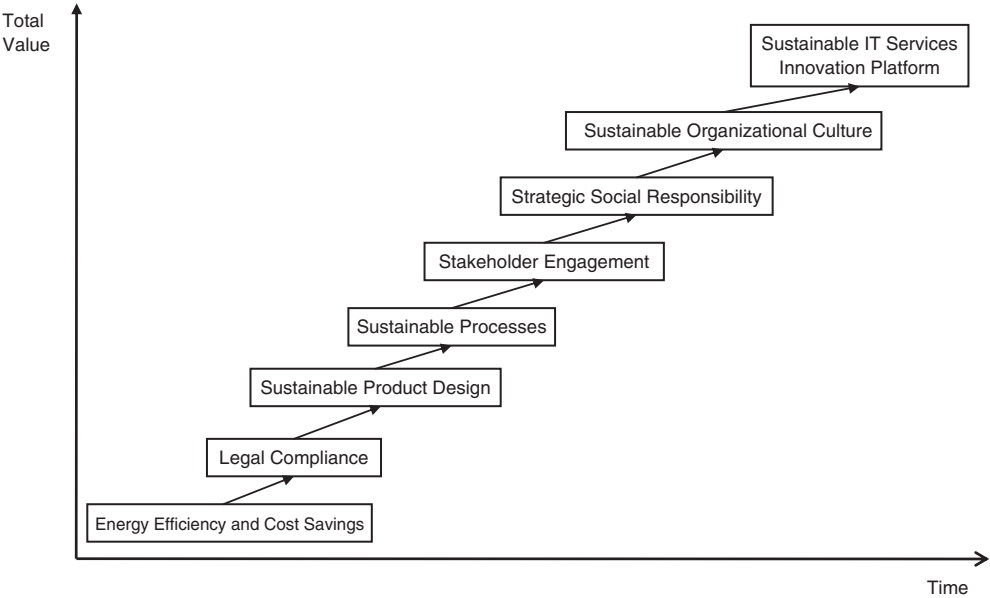 Total
Value
Sustainable IT Services
Innovation Platform
Sustainable Organizational Culture
Strategic Social Responsibility
Stakeholder Engagement
Sustainable Processes
Sustainable Product Design
Legal Compliance
Energy Efficiency and Cost Savings
Time